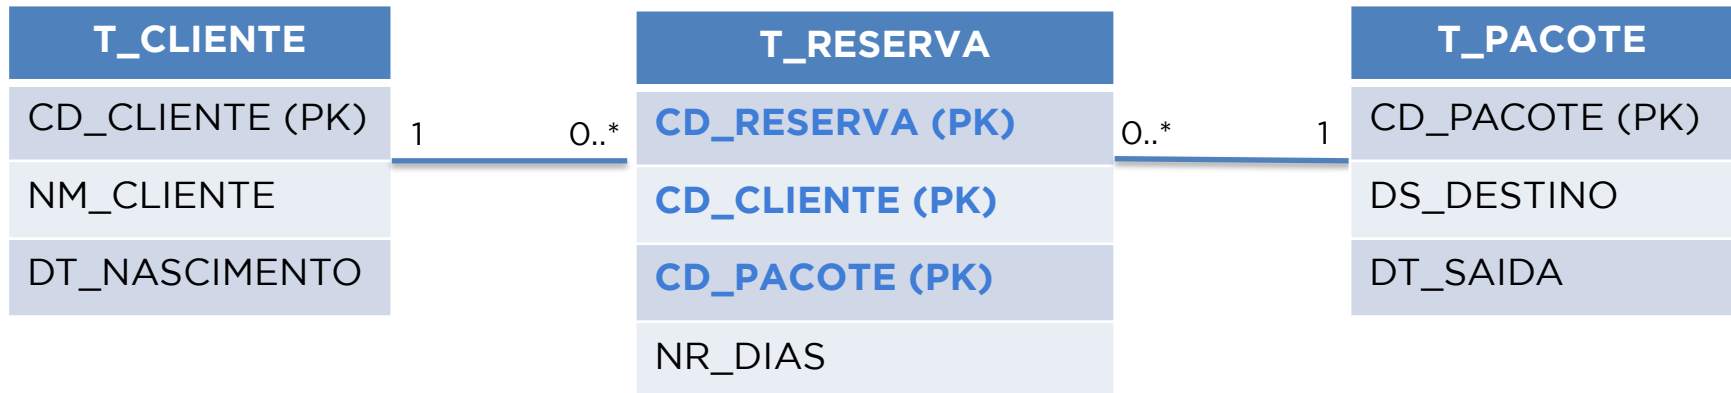 T_CLIENTE
CD_CLIENTE (PK)
NM_CLIENTE
DT_NASCIMENTO
1
0..*
T_RESERVA
CD_RESERVA (PK)
CD_CLIENTE (PK)
CD_PACOTE (PK)
NR_DIAS
0..*
1
T_PACOTE
CD_PACOTE (PK)
DS_DESTINO
DT_SAIDA